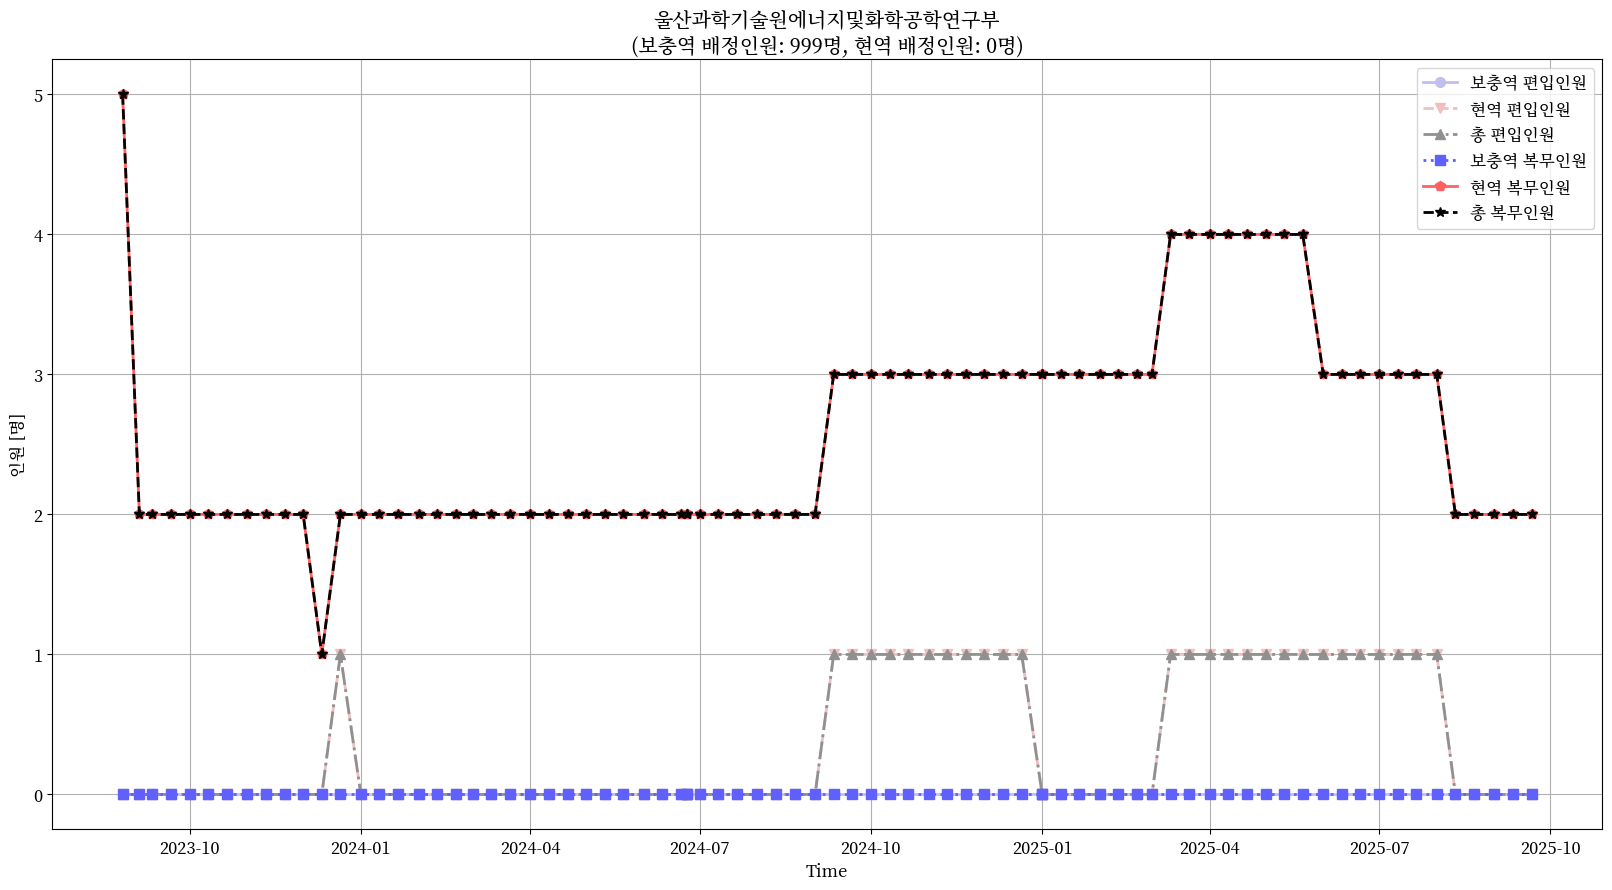 울산과학기술원에너지및화학공학연구부
(보충역 배정인원: 999명, 현역 배정인원: 0명)
보충역 편입인원
현역 편입인원
총 편입인원
보충역 복무인원
현역 복무인원
총 복무인원
인원 [명]
5
4
3
2
1
0
2023-10
2024-01
2024-04
2024-07
2024-10
2025-01
2025-04
2025-07
2025-10
Time